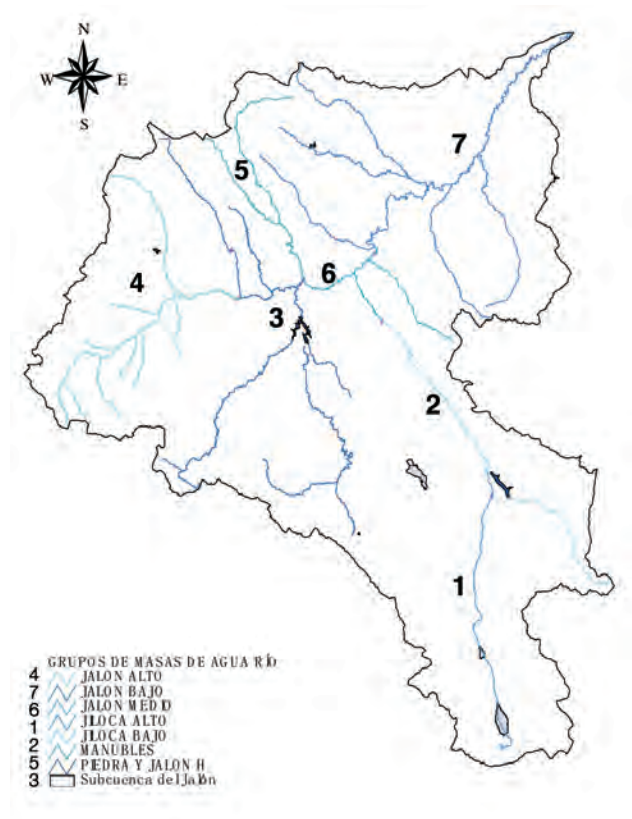 N
W E
S
7
5
6
4
3
2
1
GRUPOS DE MASAS DE AGUA RÍO
4 JALON ALTO
7 JALON BAJO
6 JALON MEDIO
1 JILOCA ALTO
2 JILOCA BAJO
5 MANUBLES
3 PIEDRA Y JALON H
Subcuenca del Jalón